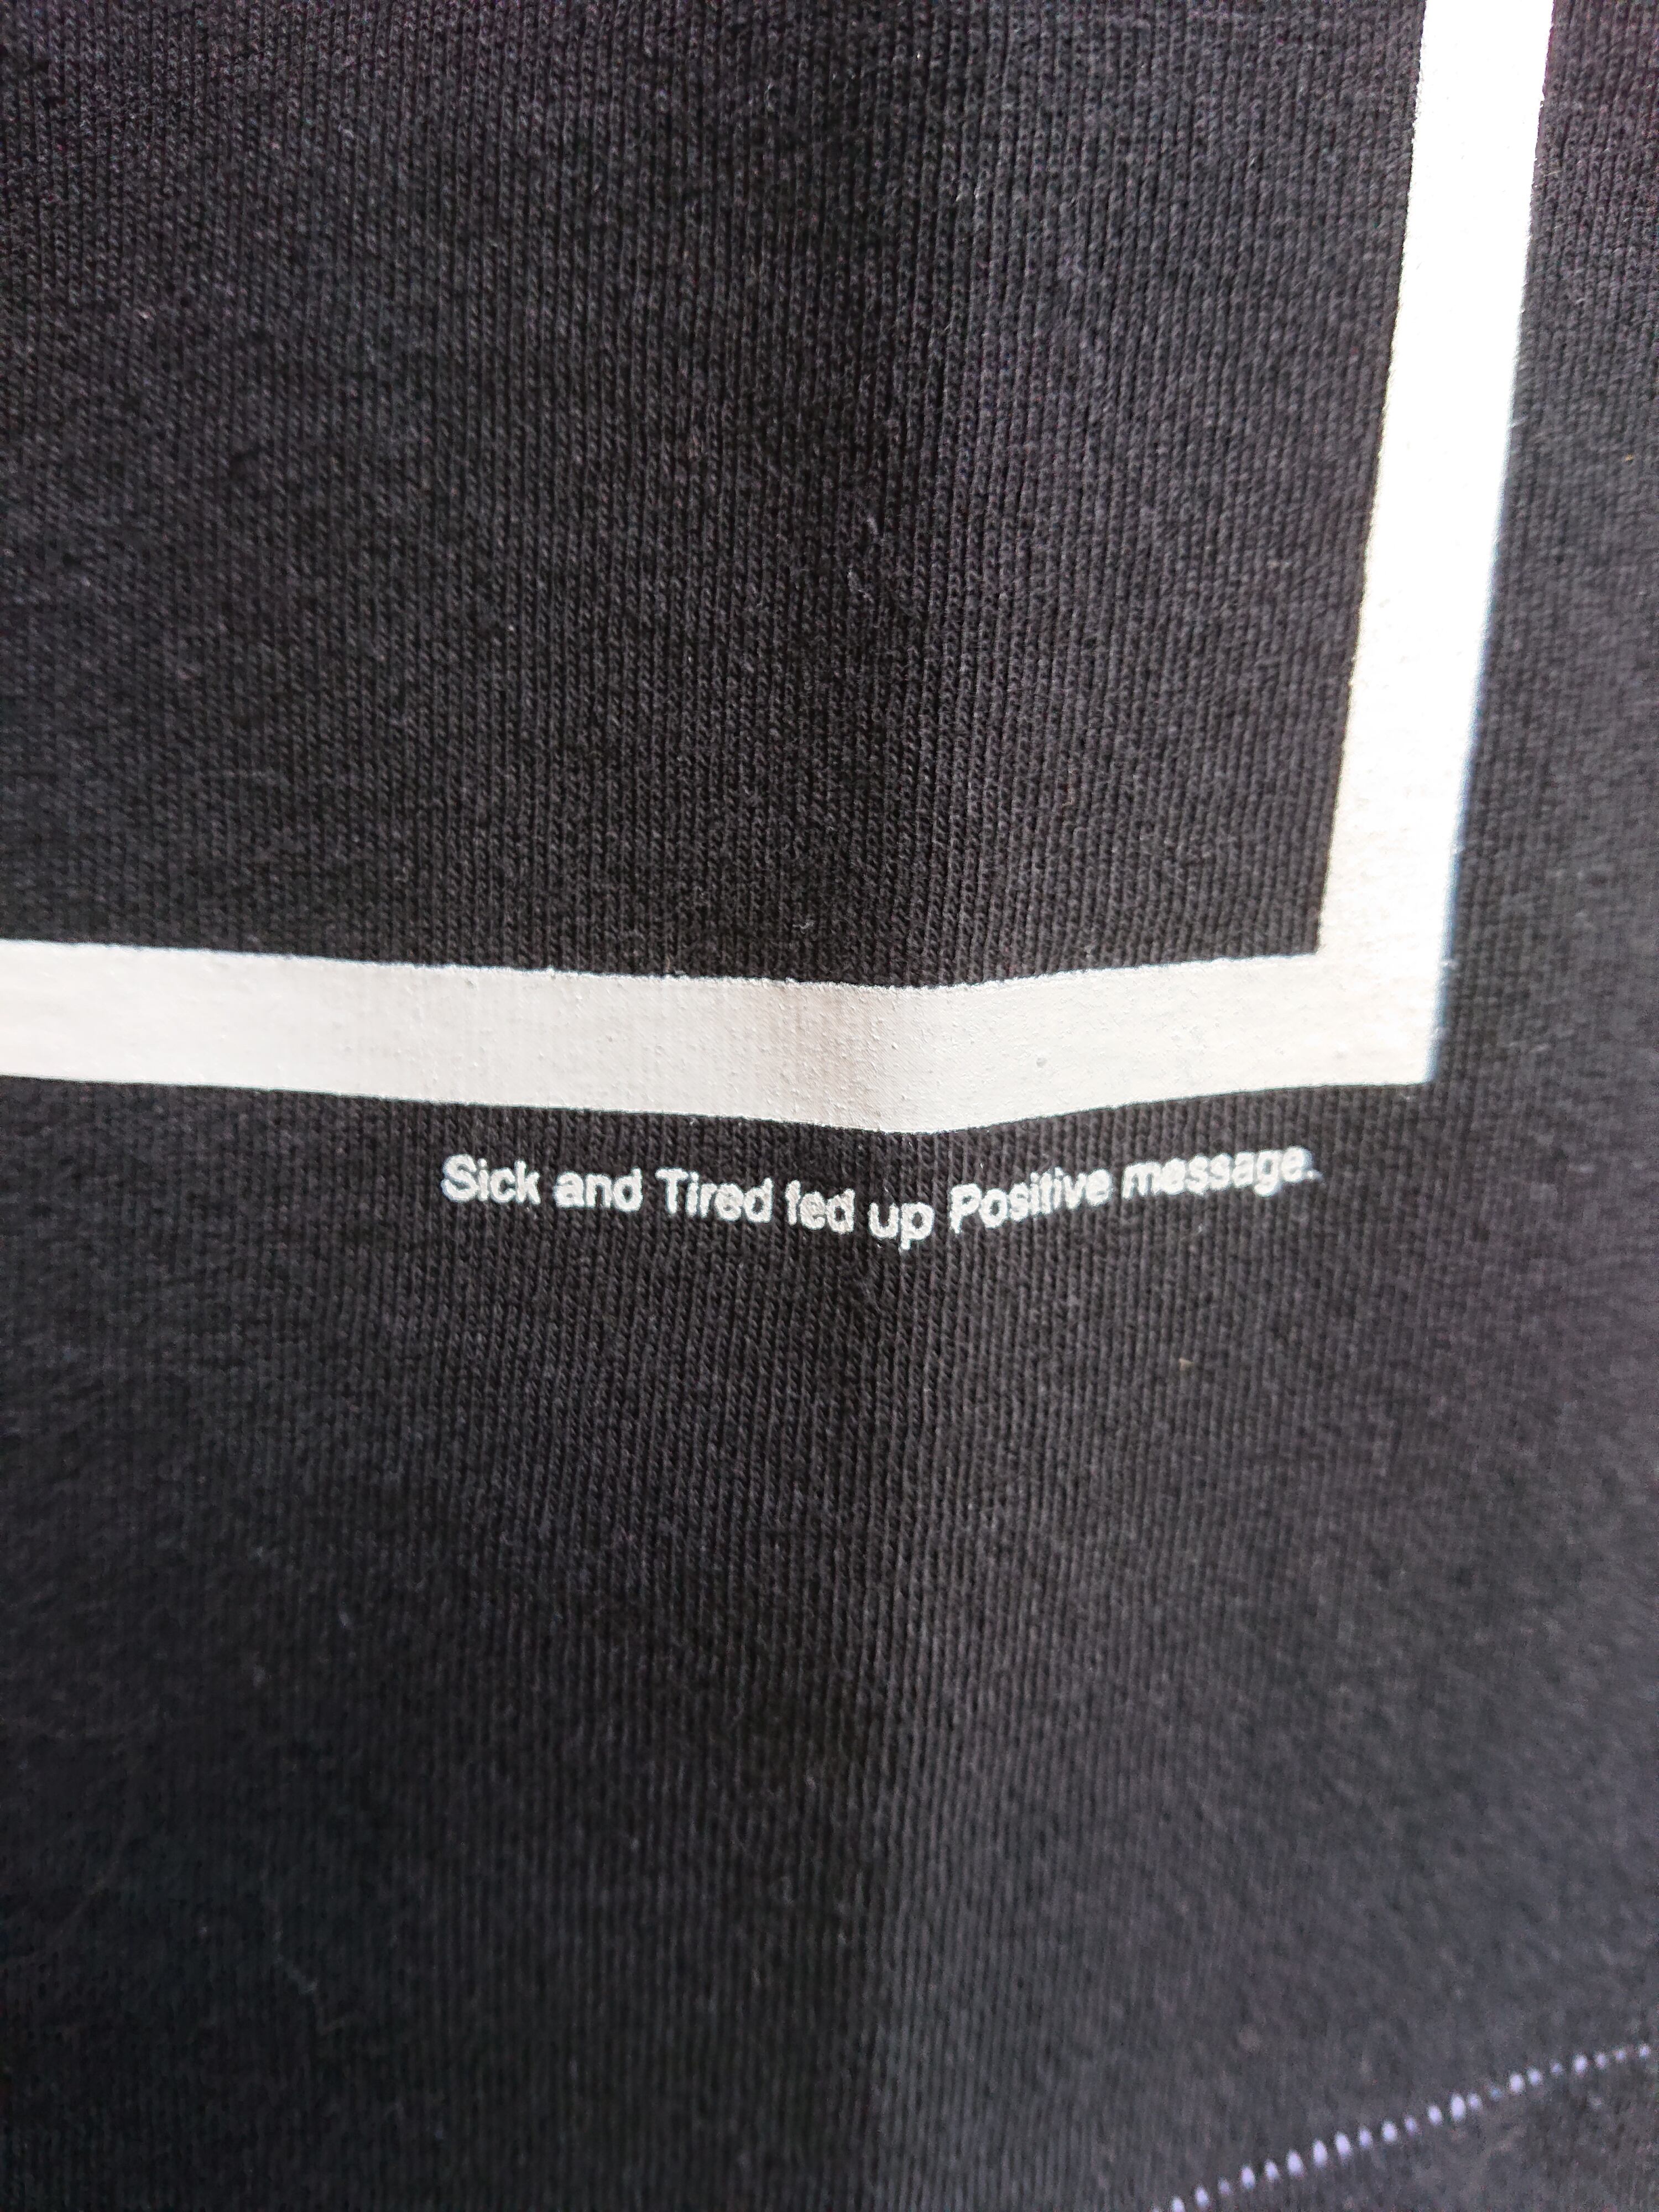 Sick and Tired fed up Positive message.